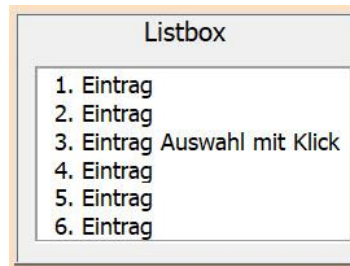 Listbox
1. Eintrag
2. Eintrag
3. Eintrag Auswahl mit Klick
4. Eintrag
5. Eintrag
6. Eintrag